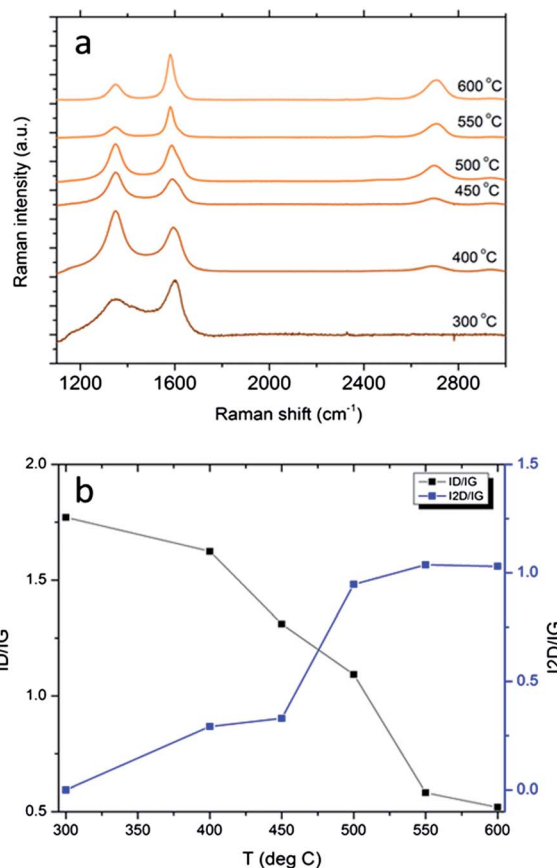 a
Raman intensity (a.u.)
600 °C
550 °C
500 °C
450 °C
400 °C
300 °C
1200 1600 2000 2400 2800
Raman shift (cm⁻¹)
b
ID/IG
I2D/IG
2.0
1.5
1.0
0.5
ID/IG
1.5
1.0
0.5
0.0
I2D/IG
300 350 400 450 500 550 600
T (deg C)